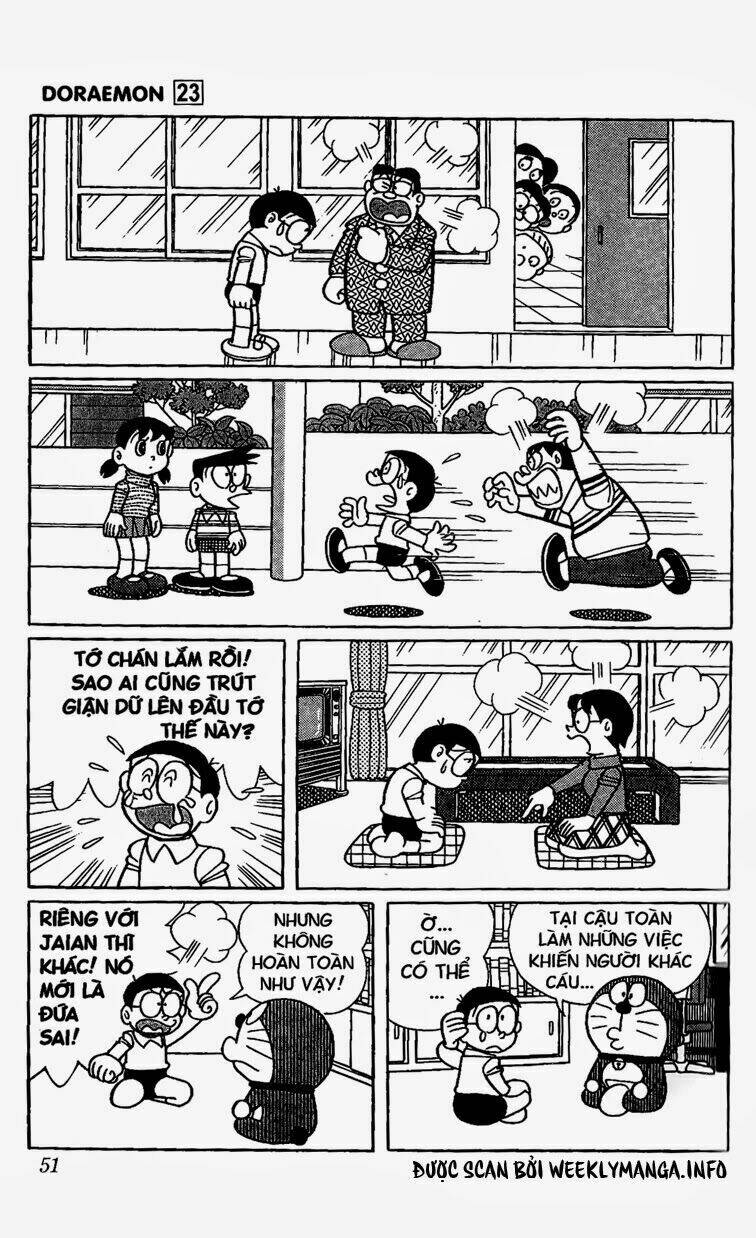 DORAEMON 23
TỚ CHÁN LẮM RỒI!
SAO AI CŨNG TRÚT
GIẬN DỮ LÊN ĐẦU TỚ
THẾ NÀY?
TẠI CẬU TOÀN
LÀM NHỮNG VIỆC
KHIẾN NGƯỜI KHÁC
CÁU...
Ờ...
CŨNG
CÓ THỂ
...
NHƯNG
KHÔNG
HOÀN TOÀN
NHƯ VẬY!
RIÊNG VỚI
JAIAN THÌ
KHÁC! NÓ
MỚI LÀ
ĐỨA
SAI!
51
ĐƯỢC SCAN BỞI WEEKLYMANGA.INFO